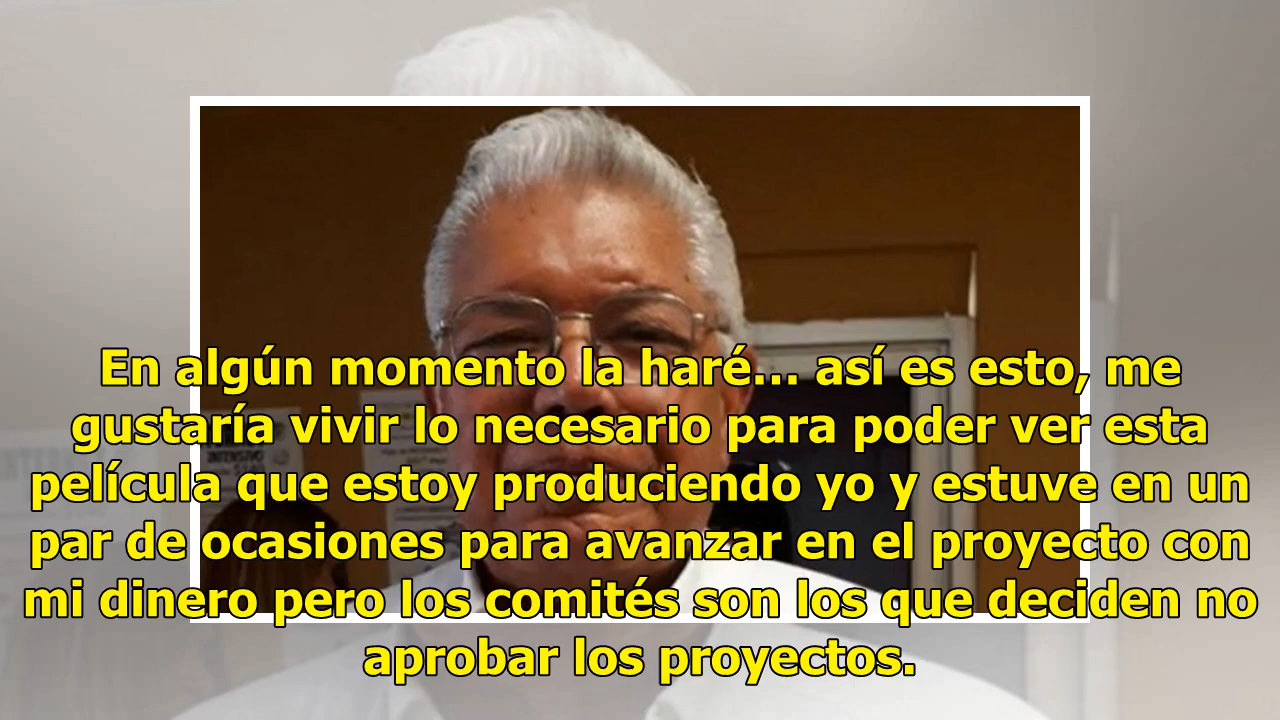 En algún momento la haré... así es esto, me
gustaría vivir lo necesario para poder ver esta
película que estoy produciendo yo y estuve en un
par de ocasiones para avanzar en el proyecto con
mi dinero pero los comités son los que deciden no
aprobar los proyectos.